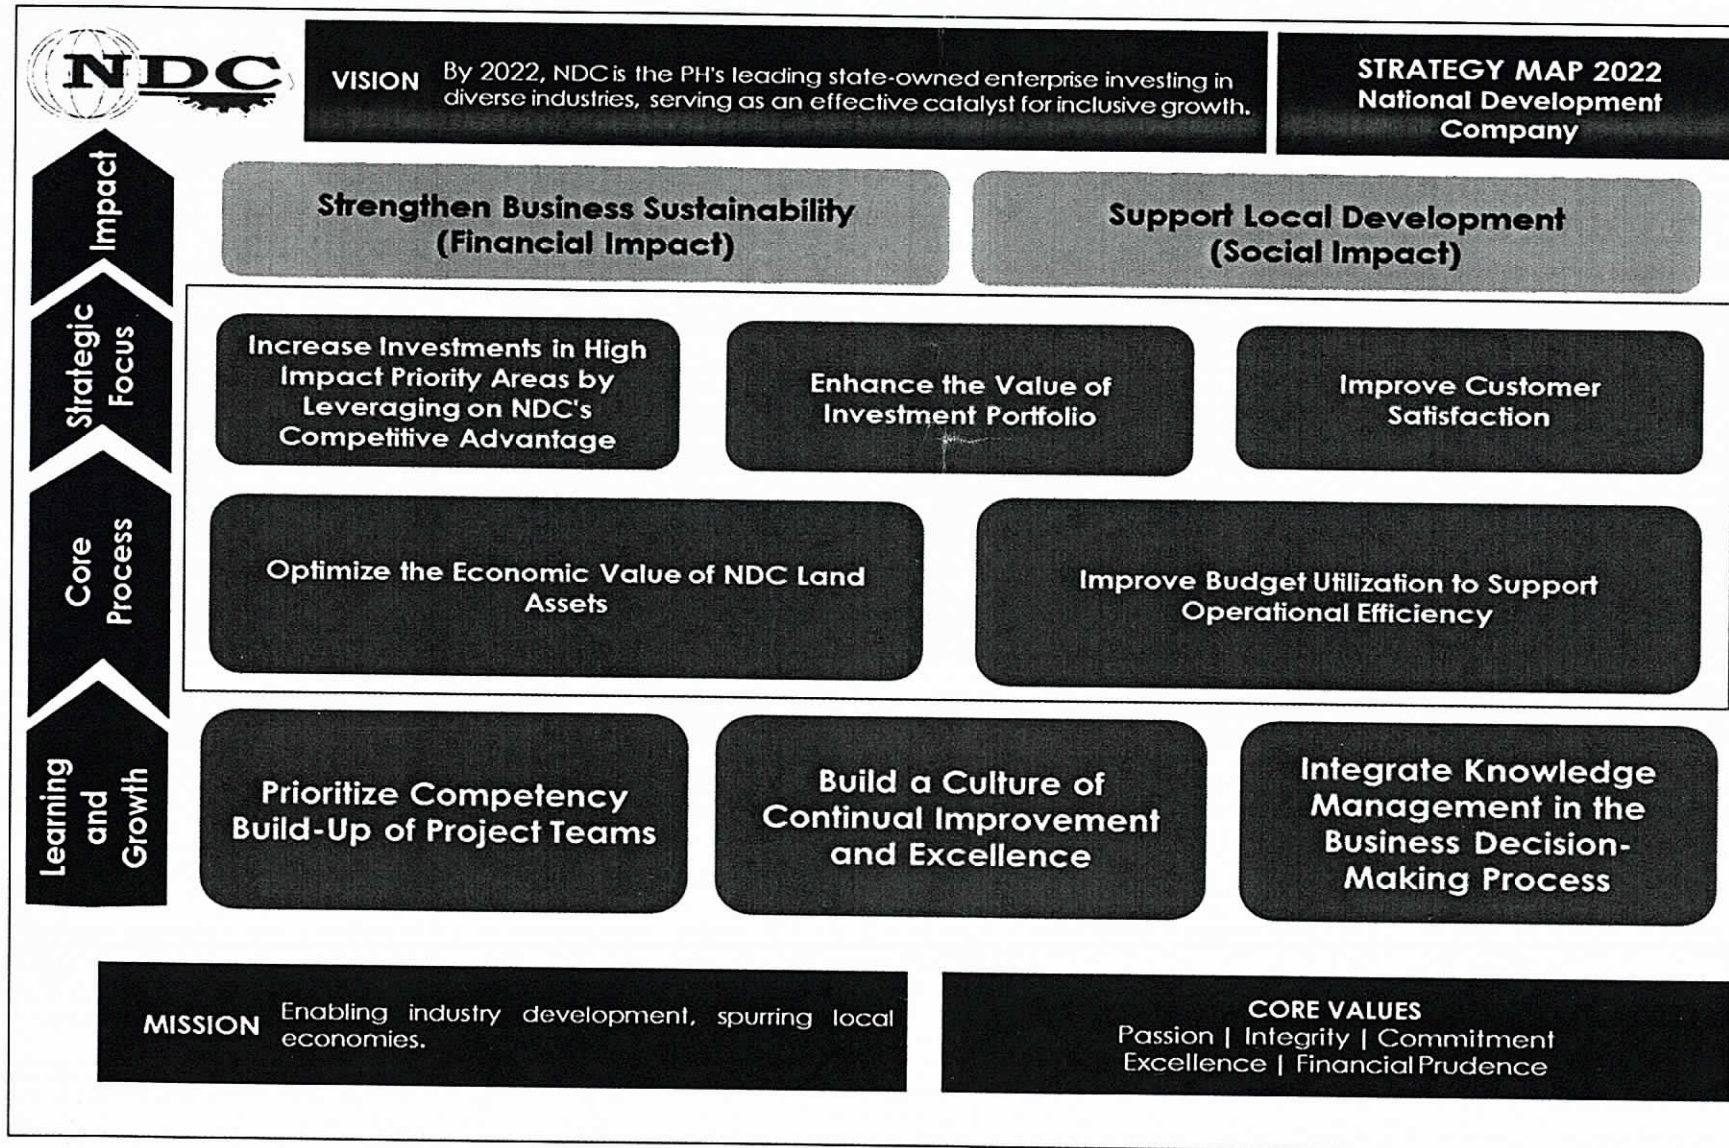 NDC
VISION
By 2022, NDC is the PH's leading state-owned enterprise investing in
diverse industries, serving as an effective catalyst for inclusive growth.
STRATEGY MAP 2022
National Development
Company
Impact
Strengthen Business Sustainability
(Financial Impact)
Support Local Development
(Social Impact)
Strategic
Focus
Increase Investments in High
Impact Priority Areas by
Leveraging on NDC's
Competitive Advantage
Enhance the Value of
Investment Portfolio
Improve Customer
Satisfaction
Core
Process
Optimize the Economic Value of NDC Land
Assets
Improve Budget Utilization to Support
Operational Efficiency
Learning
and
Growth
Prioritize Competency
Build-Up of Project Teams
Build a Culture of
Continual Improvement
and Excellence
Integrate Knowledge
Management in the
Business Decision-
Making Process
MISSION
Enabling industry development, spurring local
economies.
CORE VALUES
Passion | Integrity | Commitment
Excellence | Financial Prudence